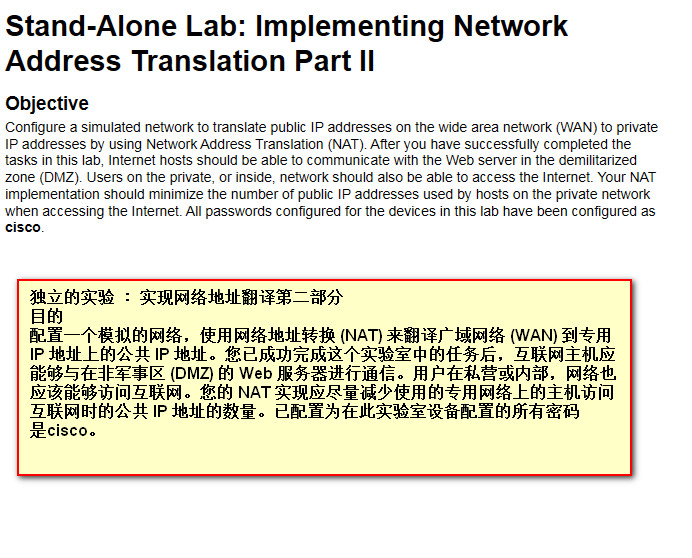 Stand-Alone Lab: Implementing Network
Address Translation Part II
Objective
Configure a simulated network to translate public IP addresses on the wide area network (WAN) to private
IP addresses by using Network Address Translation (NAT). After you have successfully completed the
tasks in this lab, Internet hosts should be able to communicate with the Web server in the demilitarized
zone (DMZ). Users on the private, or inside, network should also be able to access the Internet. Your NAT
implementation should minimize the number of public IP addresses used by hosts on the private network
when accessing the Internet. All passwords configured for the devices in this lab have been configured as
cisco.
独立的实验 ： 实现网络地址翻译第二部分
目的
配置一个模拟的网络，使用网络地址转换 (NAT) 来翻译广域网络 (WAN) 到专用
IP 地址上的公共 IP 地址。您已成功完成这个实验室中的任务后，互联网主机应
能够与在非军事区 (DMZ) 的 Web 服务器进行通信。用户在私营或内部，网络也
应该能够访问互联网。您的 NAT 实现应尽量减少使用的专用网络上的主机访问
互联网时的公共 IP 地址的数量。已配置为在此实验室设备配置的所有密码
是cisco。